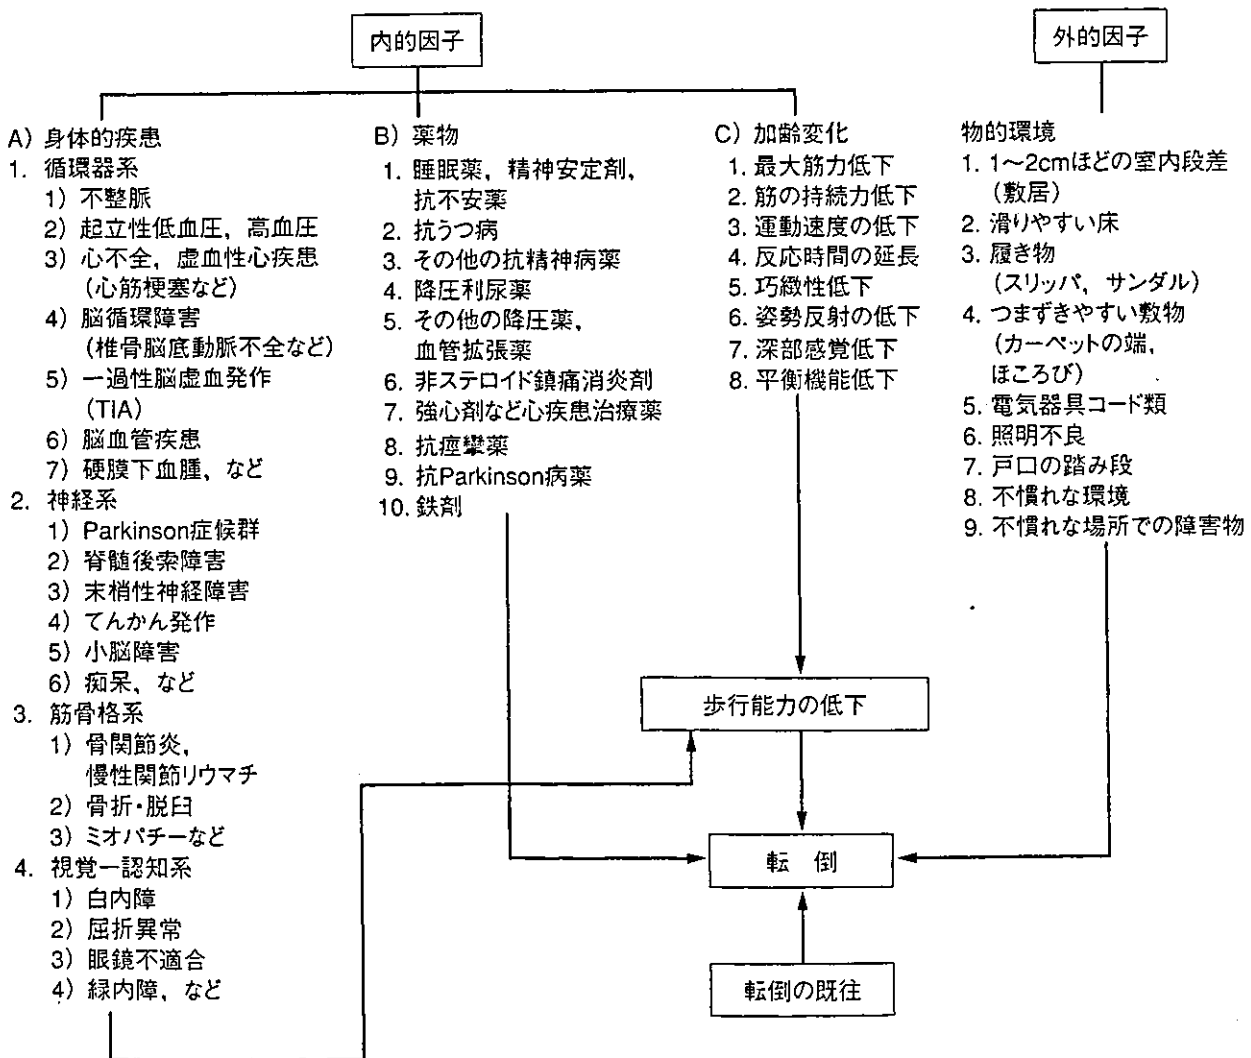 内的因子
外的因子
A）身体的疾患
1. 循環器系
1）不整脈
2）起立性低血圧，高血圧
3）心不全，虚血性心疾患
（心筋梗塞など）
4）脳循環障害
（椎骨脳底動脈不全など）
5）一過性脳虚血発作
（TIA）
6）脳血管疾患
7）硬膜下血腫，など
2. 神経系
1）Parkinson症候群
2）脊髄後索障害
3）末梢性神経障害
4）てんかん発作
5）小脳障害
6）痴呆，など
3. 筋骨格系
1）骨関節炎，
慢性関節リウマチ
2）骨折・脱臼
3）ミオパチーなど
4. 視覚ー認知系
1）白内障
2）屈折異常
3）眼鏡不適合
4）緑内障，など
B）薬物
1. 睡眠薬，精神安定剤，
抗不安薬
2. 抗うつ病
3. その他の抗精神病薬
4. 降圧利尿薬
5. その他の降圧薬，
血管拡張薬
6. 非ステロイド鎮痛消炎剤
7. 強心剤など心疾患治療薬
8. 抗痙攣薬
9. 抗Parkinson病薬
10. 鉄剤
C）加齢変化
1. 最大筋力低下
2. 筋の持続力低下
3. 運動速度の低下
4. 反応時間の延長
5. 巧緻性低下
6. 姿勢反射の低下
7. 深部感覚低下
8. 平衡機能低下
物的環境
1. 1〜2cmほどの室内段差
（敷居）
2. 滑りやすい床
3. 履き物
（スリッパ，サンダル）
4. つまずきやすい敷物
（カーペットの端，
ほころび）
5. 電気器具コード類
6. 照明不良
7. 戸口の踏み段
8. 不慣れな環境
9. 不慣れな場所での障害物
歩行能力の低下
転　倒
転倒の既往